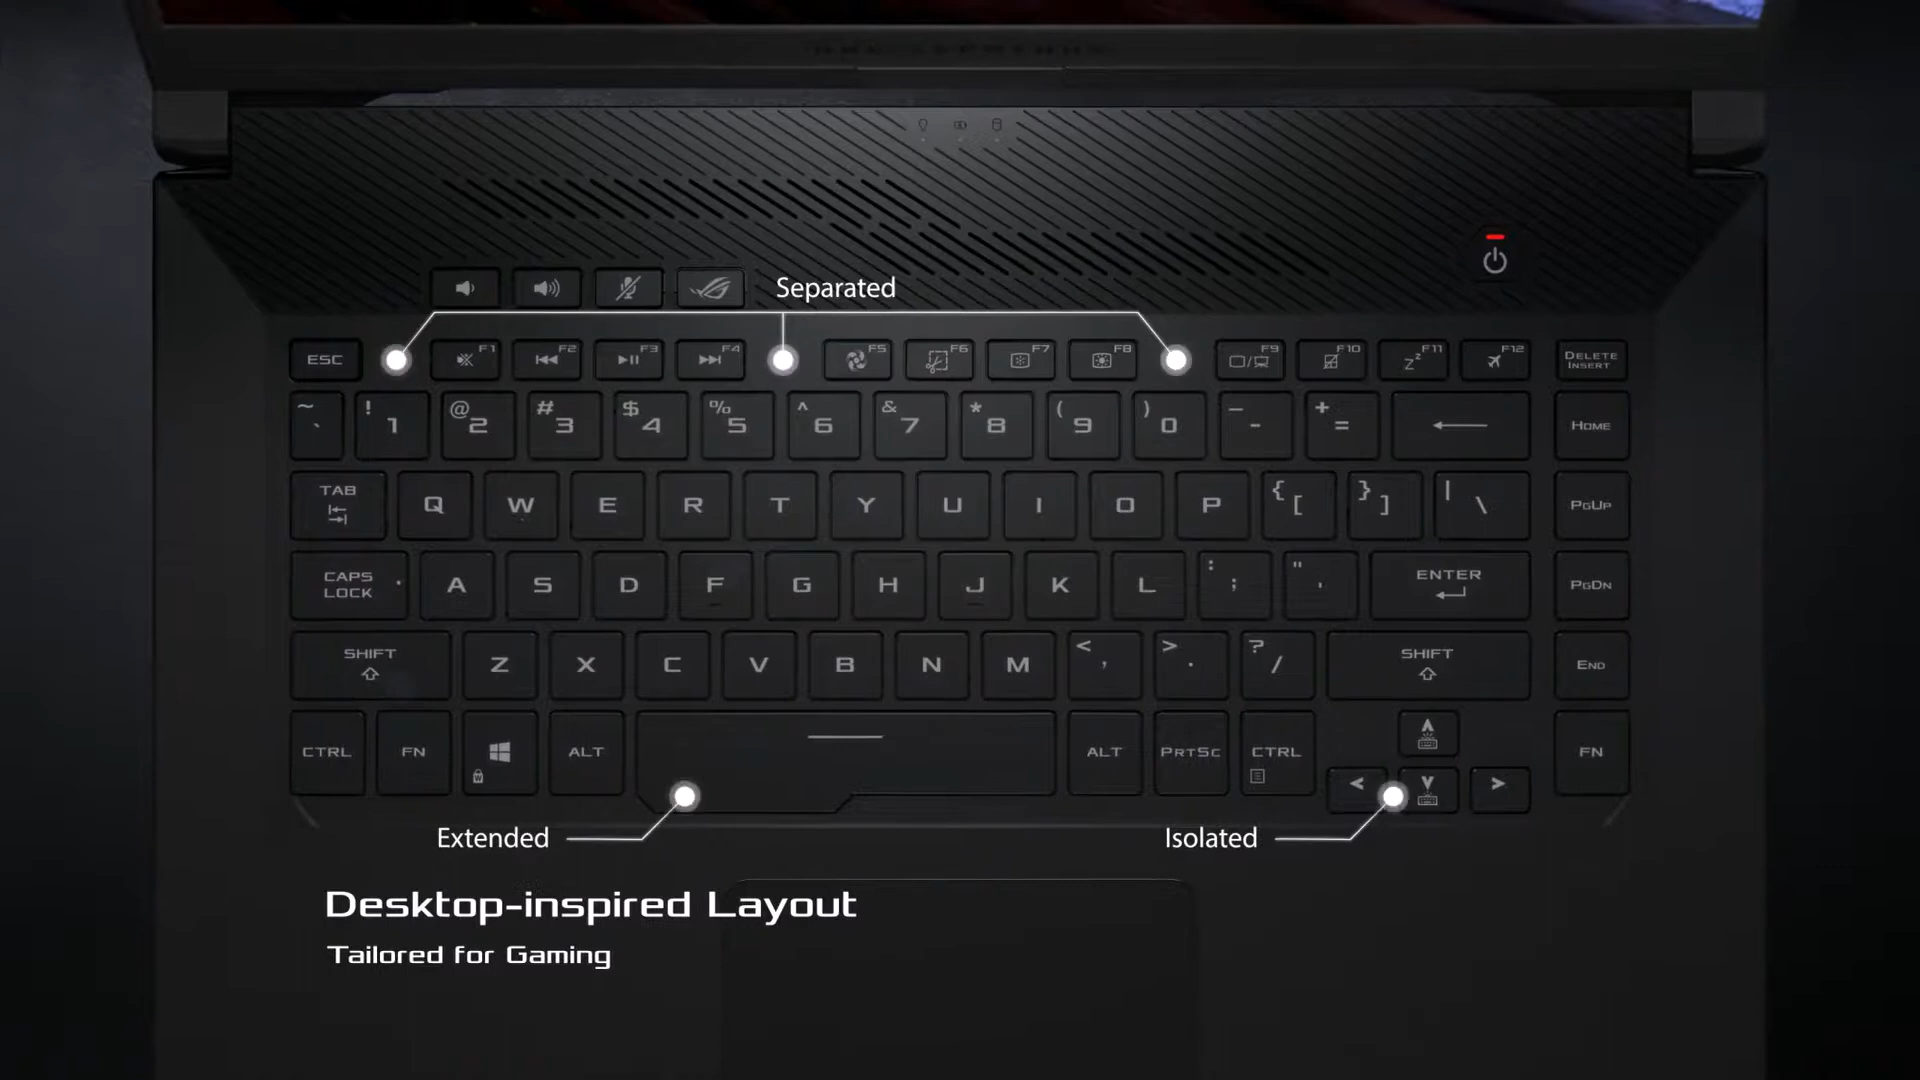 Separated
ESC F1 F2 F3 F4 F5 F6 F7 F8 F9 F10 Zz F11 F12 DELETE INSERT
~ ` ! 1 @ 2 # 3 $ 4 % 5 ^ 6 & 7 * 8 ( 9 ) 0 _ - + = HOME
TAB Q W E R T Y U I O P { [ } ] | \ PGUP
CAPS LOCK A S D F G H J K L : ; " ' ENTER PGDN
SHIFT Z X C V B N M < , > . ? / SHIFT END
CTRL FN ALT ALT PRTSC CTRL FN
Extended
Isolated
Desktop-inspired Layout
Tailored for Gaming